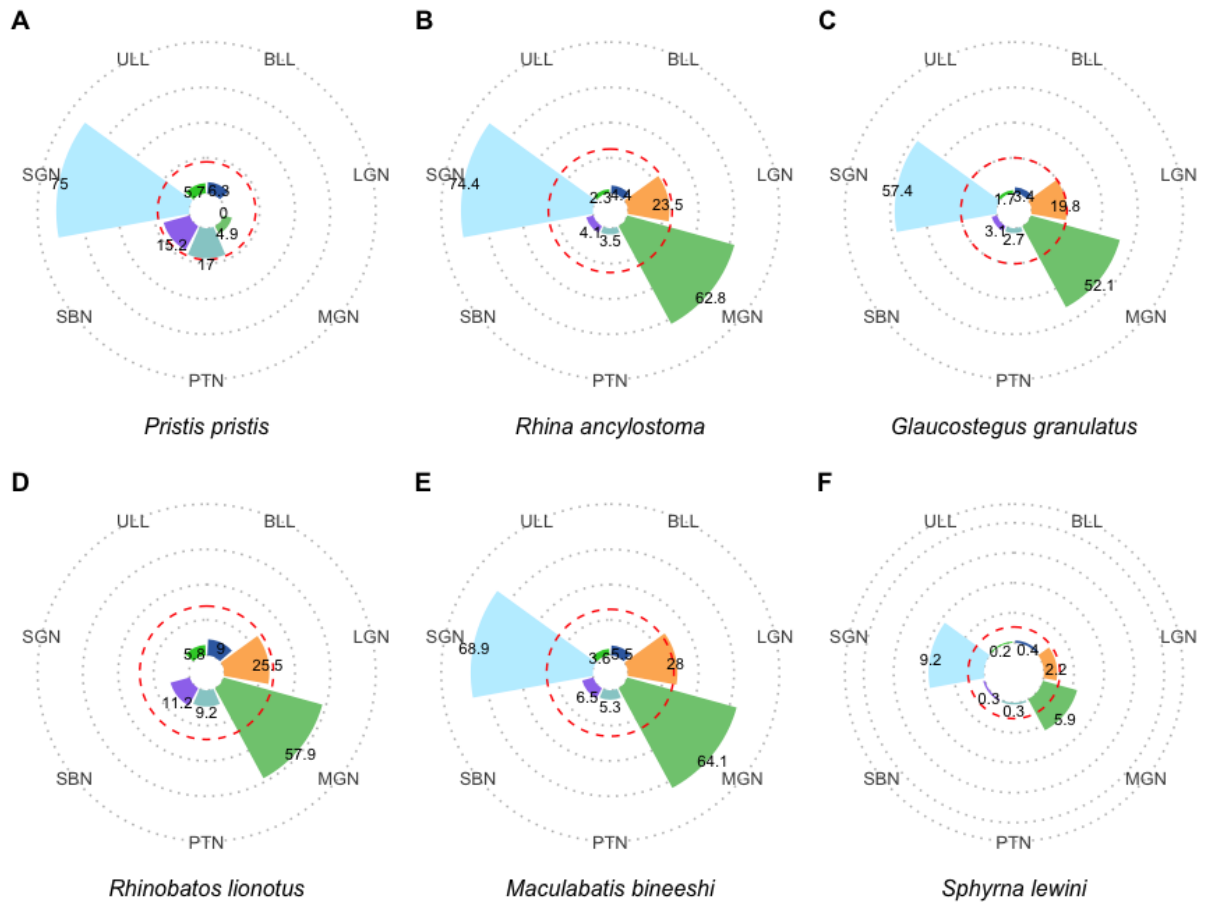 A
B
C
ULL
BLL
ULL
BLL
ULL
BLL
SGN
75
5.7
6.3
LGN
SGN
74.4
2.3
4.4
23.5
LGN
SGN
57.4
1.7
3.4
19.8
LGN
0
4.9
15.2
17
4.1
3.5
62.8
3.1
2.7
52.1
SBN
MGN
SBN
MGN
SBN
MGN
PTN
PTN
PTN
Pristis pristis
Rhina ancylostoma
Glaucostegus granulatus
D
E
F
ULL
BLL
ULL
BLL
ULL
BLL
SGN
5.8
9
25.5
LGN
SGN
68.9
3.6
5.5
28
LGN
SGN
9.2
0.2
0.4
2.2
LGN
11.2
9.2
57.9
6.5
5.3
64.1
0.3
0.3
5.9
SBN
MGN
SBN
MGN
SBN
MGN
PTN
PTN
PTN
Rhinobatos lionotus
Maculabatis bineeshi
Sphyrna lewini